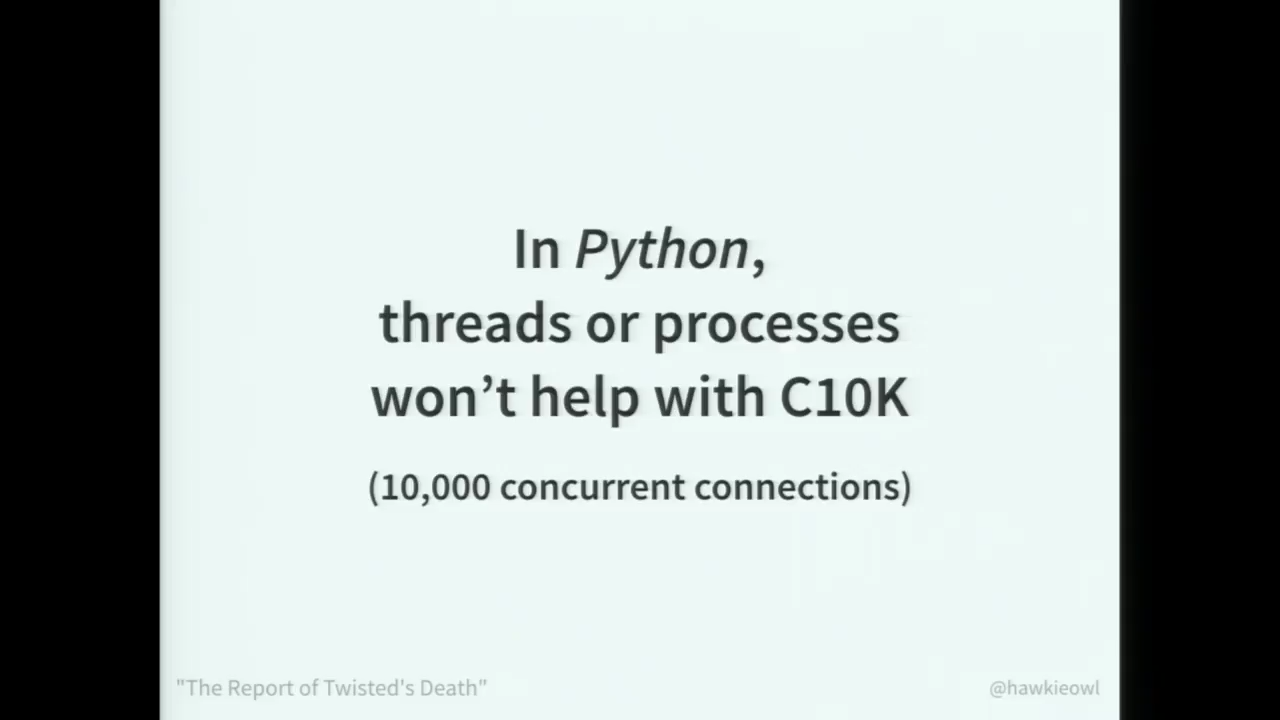 In Python,
threads or processes
won’t help with C10K
(10,000 concurrent connections)
"The Report of Twisted's Death"
@hawkieowl